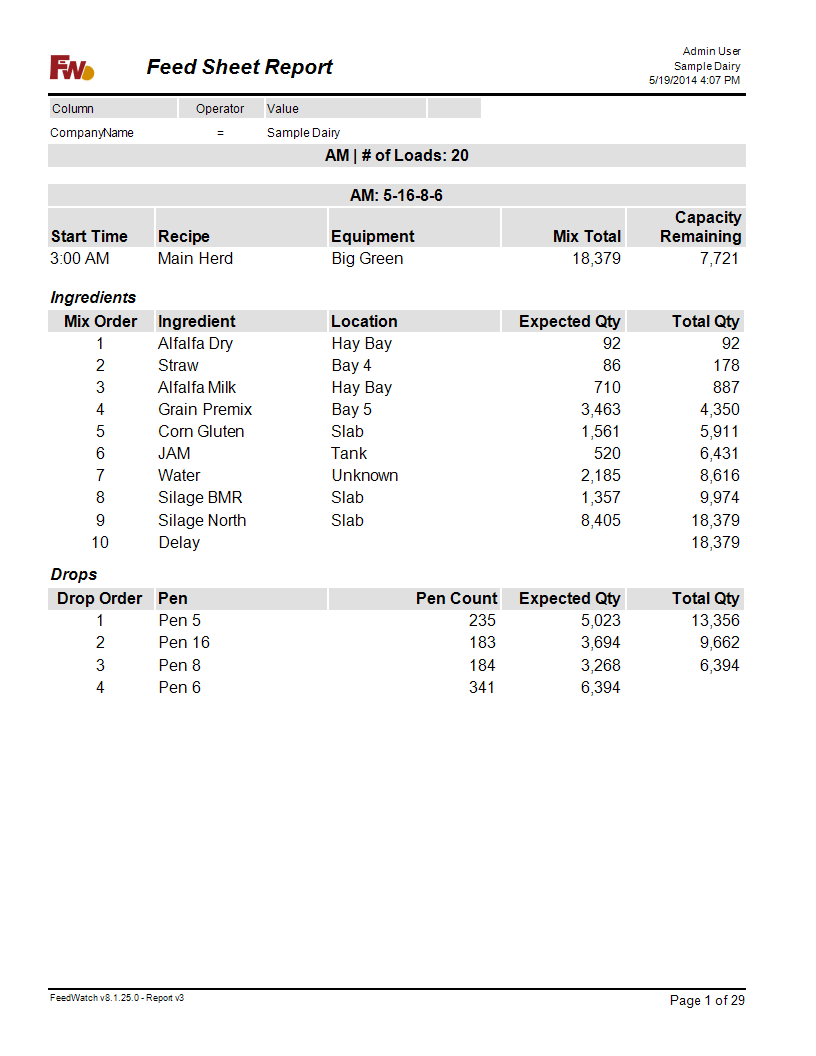 FW
Feed Sheet Report
Admin User
Sample Dairy
5/19/2014 4:07 PM
Column Operator Value
CompanyName = Sample Dairy
AM | # of Loads: 20
AM: 5-16-8-6
Start Time Recipe Equipment Mix Total Capacity Remaining
3:00 AM Main Herd Big Green 18,379 7,721
Ingredients
Mix Order Ingredient Location Expected Qty Total Qty
1 Alfalfa Dry Hay Bay 92 92
2 Straw Bay 4 86 178
3 Alfalfa Milk Hay Bay 710 887
4 Grain Premix Bay 5 3,463 4,350
5 Corn Gluten Slab 1,561 5,911
6 JAM Tank 520 6,431
7 Water Unknown 2,185 8,616
8 Silage BMR Slab 1,357 9,974
9 Silage North Slab 8,405 18,379
10 Delay 18,379
Drops
Drop Order Pen Pen Count Expected Qty Total Qty
1 Pen 5 235 5,023 13,356
2 Pen 16 183 3,694 9,662
3 Pen 8 184 3,268 6,394
4 Pen 6 341 6,394
FeedWatch v8.1.25.0 - Report v3
Page 1 of 29